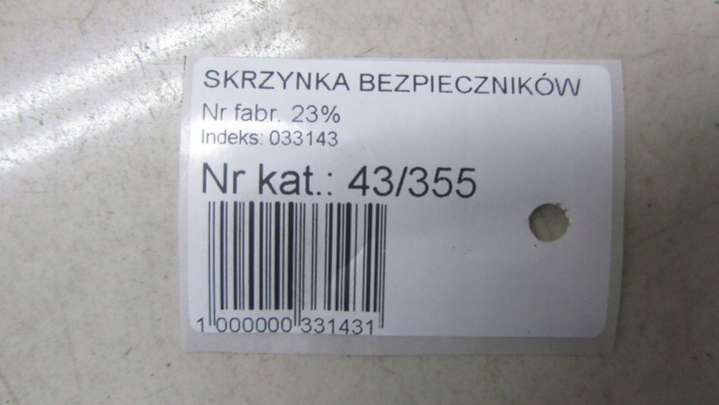 SKRZYNKA BEZPIECZNIKÓW
Nr fabr. 23%
Indeks: 033143
Nr kat.: 43/355
1 000000 331431